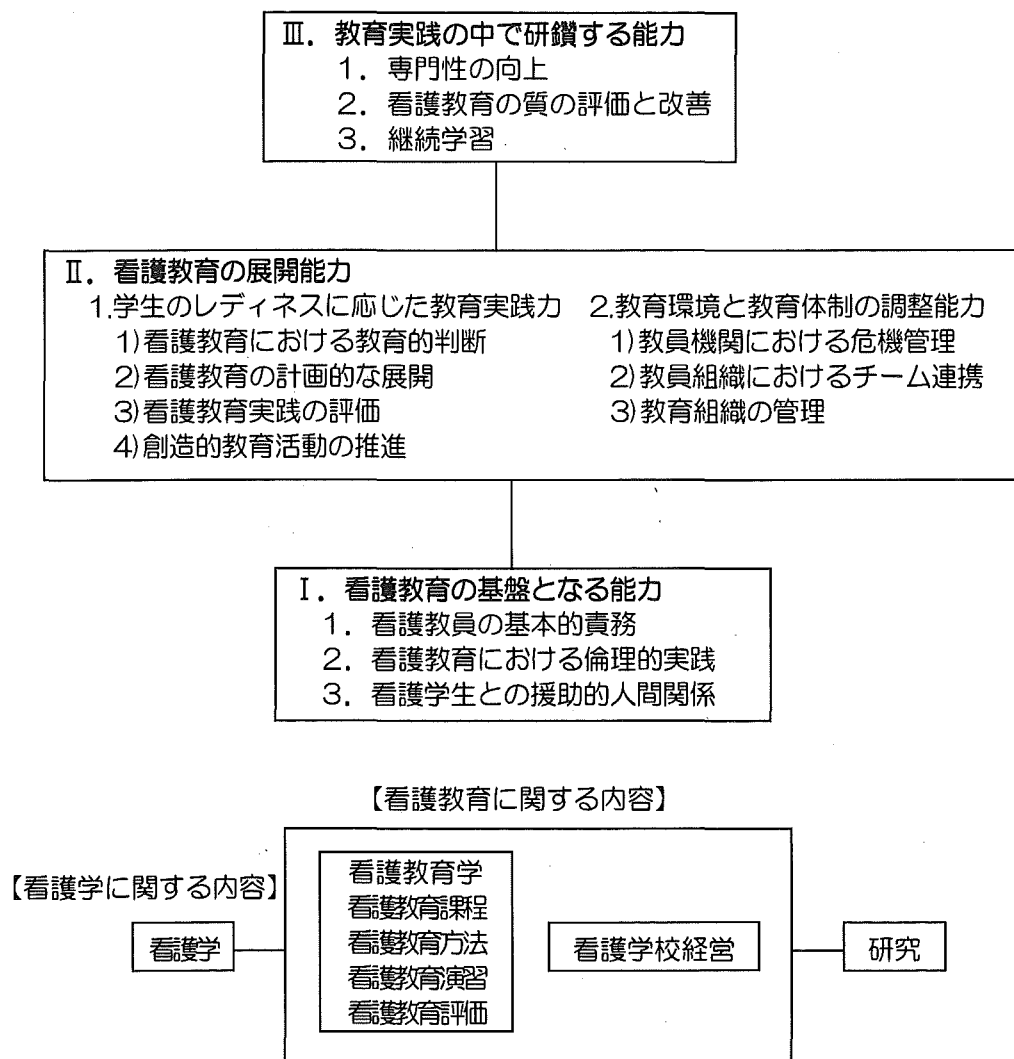 Ⅲ．教育実践の中で研鑽する能力
１．専門性の向上
２．看護教育の質の評価と改善
３．継続学習
Ⅱ．看護教育の展開能力
1.学生のレディネスに応じた教育実践力
1)看護教育における教育的判断
2)看護教育の計画的な展開
3)看護教育実践の評価
4)創造的教育活動の推進
2.教育環境と教育体制の調整能力
1)教員機関における危機管理
2)教員組織におけるチーム連携
3)教育組織の管理
Ⅰ．看護教育の基盤となる能力
１．看護教員の基本的責務
２．看護教育における倫理的実践
３．看護学生との援助的人間関係
【看護教育に関する内容】
【看護学に関する内容】
看護学
看護教育学
看護教育課程
看護教育方法
看護教育演習
看護教育評価
看護学校経営
研究